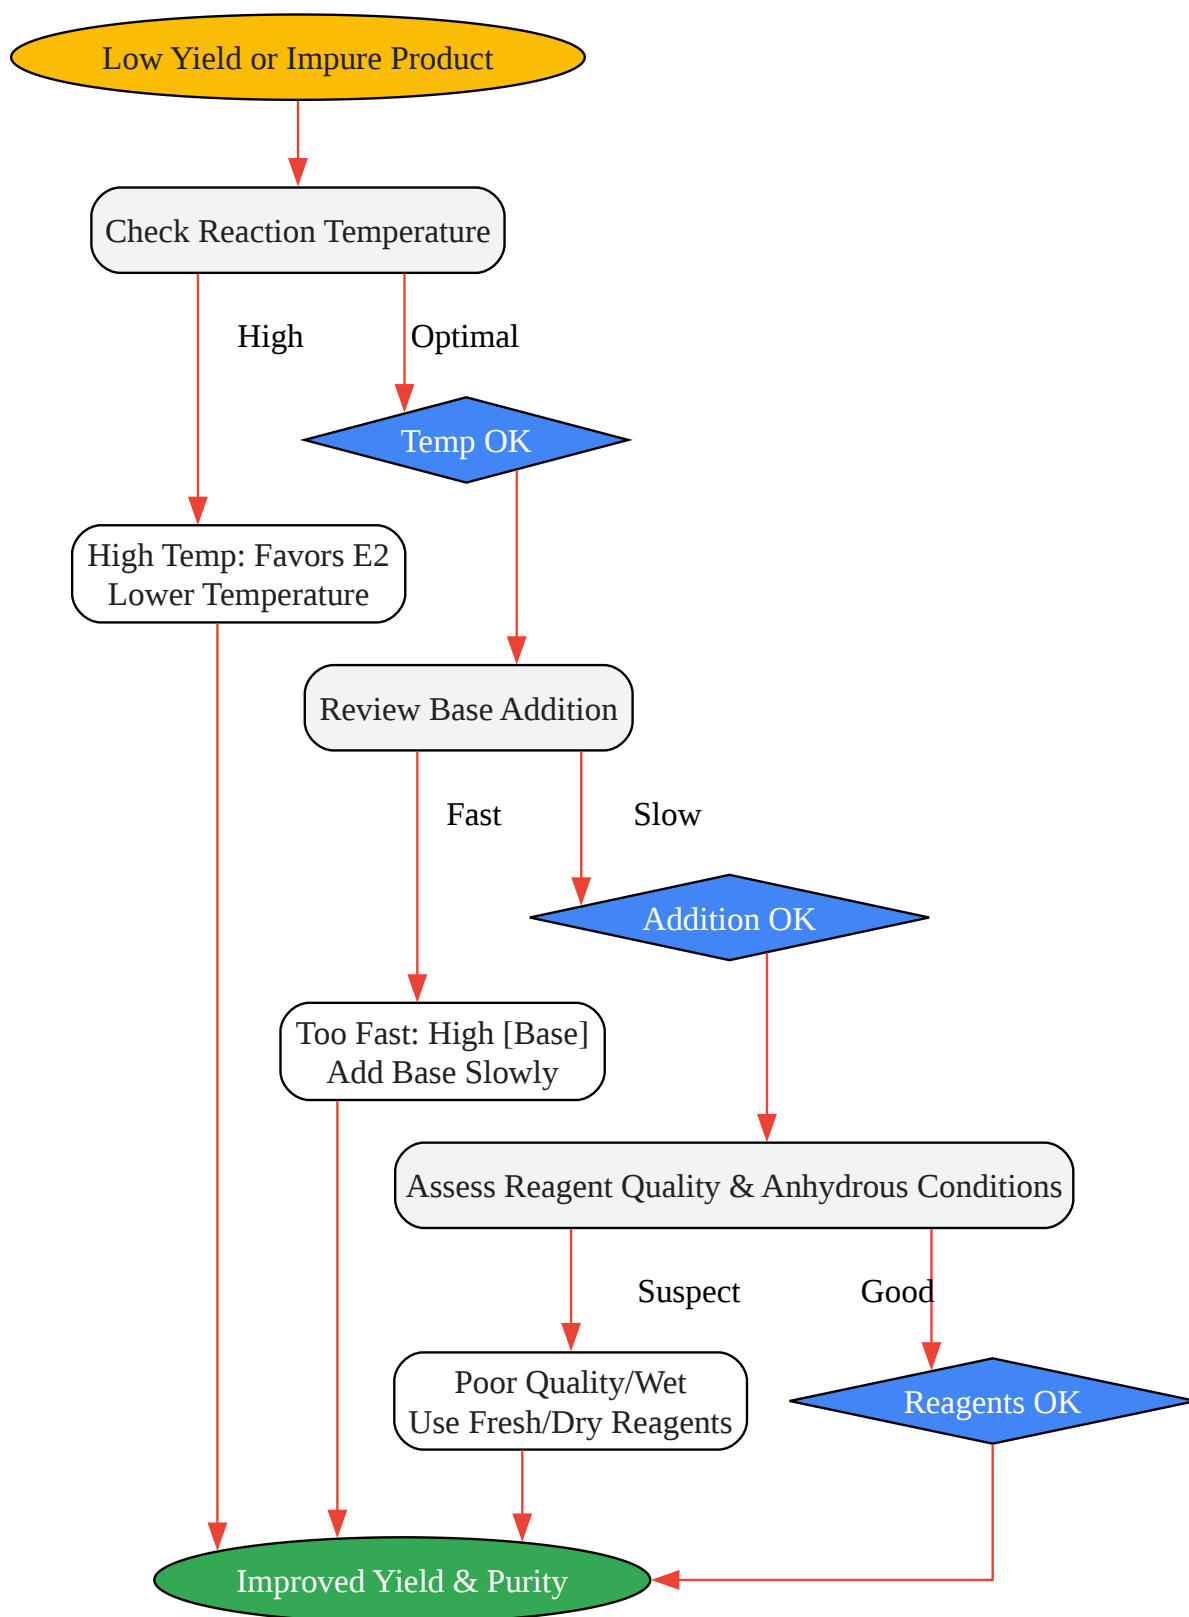 Low Yield or Impure Product
Check Reaction Temperature
High
Optimal
Temp OK
High Temp: Favors E2
Lower Temperature
Review Base Addition
Fast
Slow
Addition OK
Too Fast: High [Base]
Add Base Slowly
Assess Reagent Quality & Anhydrous Conditions
Suspect
Good
Poor Quality/Wet
Use Fresh/Dry Reagents
Reagents OK
Improved Yield & Purity